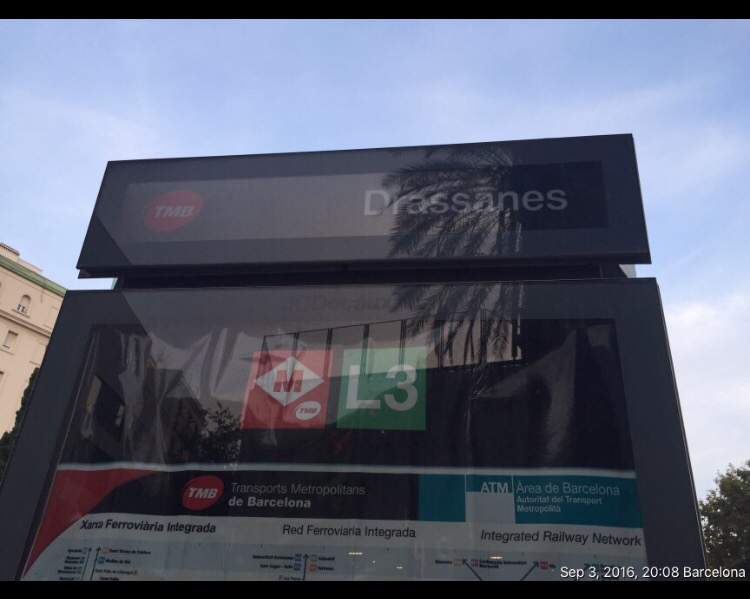 TMB Drassanes
JCDecaux
M TMB L3
TMB Transports Metropolitans
de Barcelona
ATM Àrea de Barcelona
Autoritat del Transport
Metropolità
Xarxa Ferroviària Integrada
Red Ferroviaria Integrada
Integrated Railway Network
Sep 3, 2016, 20:08 Barcelona